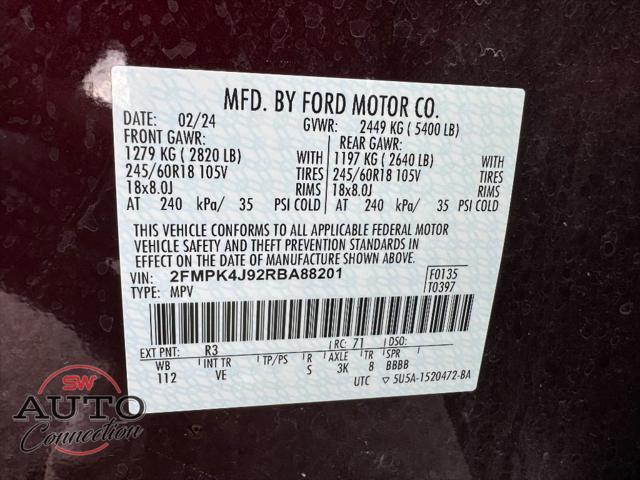 MFD. BY FORD MOTOR CO.
DATE: 02/24 GVWR: 2449 KG ( 5400 LB)
FRONT GAWR: REAR GAWR:
1279 KG ( 2820 LB) 1197 KG ( 2640 LB) WITH
245/60R18 105V 245/60R18 105V TIRES
18x8.0J 18x8.0J RIMS
AT 240 kPa/ 35 PSI COLD AT 240 kPa/ 35 PSI COLD
WITH
TIRES
RIMS
THIS VEHICLE CONFORMS TO ALL APPLICABLE FEDERAL MOTOR
VEHICLE SAFETY AND THEFT PREVENTION STANDARDS IN
EFFECT ON THE DATE OF MANUFACTURE SHOWN ABOVE.
VIN: 2FMPK4J92RBA88201 F0135
TYPE: MPV T0397
EXT PNT: R3 RC: 71 DSO:
WB INT TR TP/PS R AXLE TR SPR
112 VE S 3K 8 BBBB
UTC 5U5A-1520472-BA
SW
AUTO
Connection